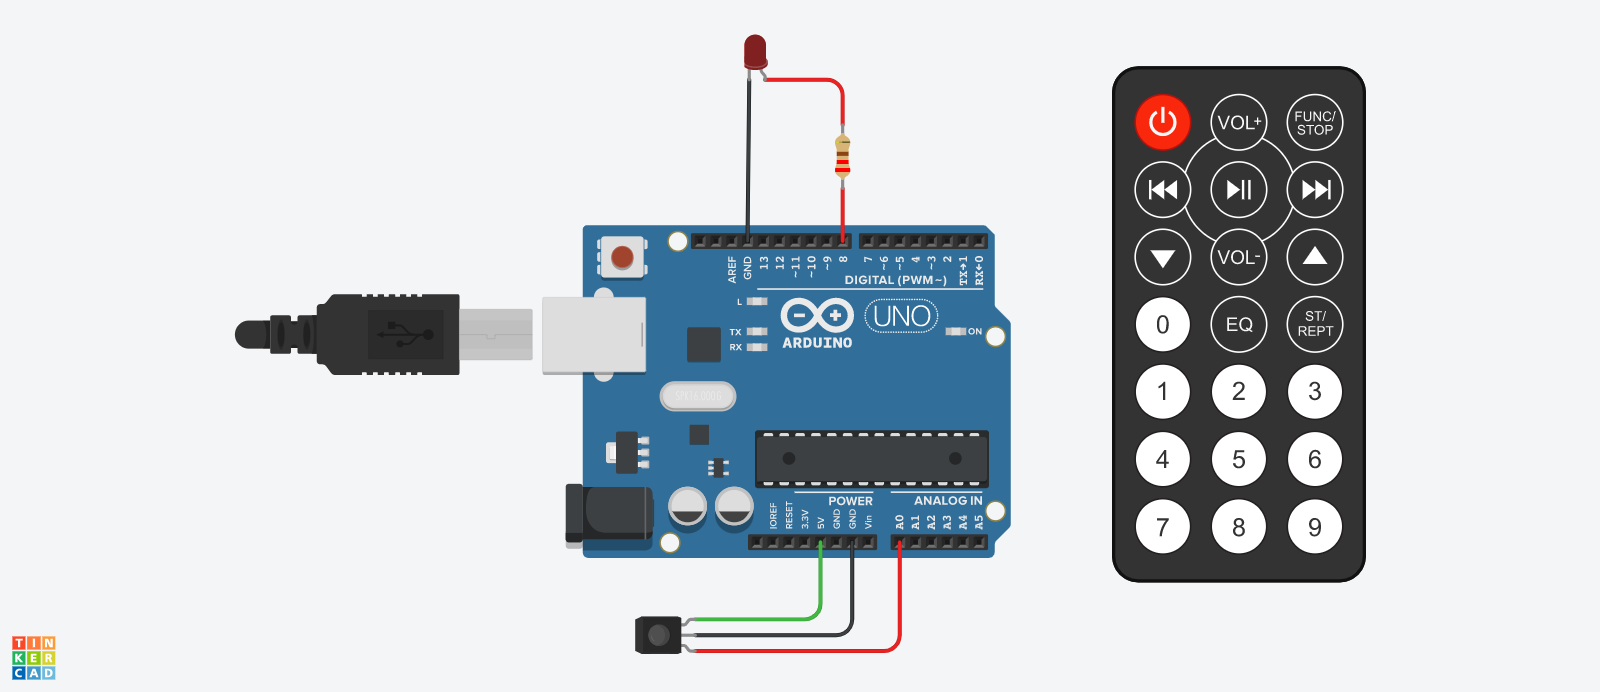 VOL+
FUNC/
STOP
VOL-
0
EQ
ST/
REPT
1
2
3
4
5
6
7
8
9
AREF
GND
13
12
~11
~10
~9
8
7
~6
~5
4
~3
2
TX→1
RX←0
DIGITAL (PWM~)
L
TX
RX
ARDUINO
UNO
ON
SPK16.000G
POWER
ANALOG IN
IOREF
RESET
3.3V
5V
GND
GND
Vin
A0
A1
A2
A3
A4
A5
TIN
KER
CAD